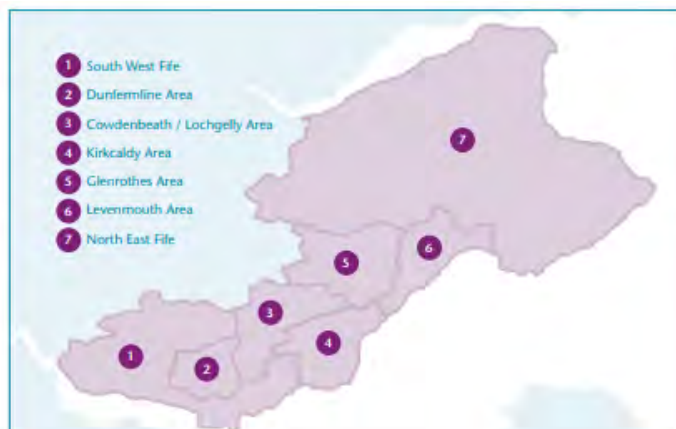 1 South West Fife
2 Dunfermline Area
3 Cowdenbeath / Lochgelly Area
4 Kirkcaldy Area
5 Glenrothes Area
6 Levenmouth Area
7 North East Fife
7
6
5
3
4
1
2